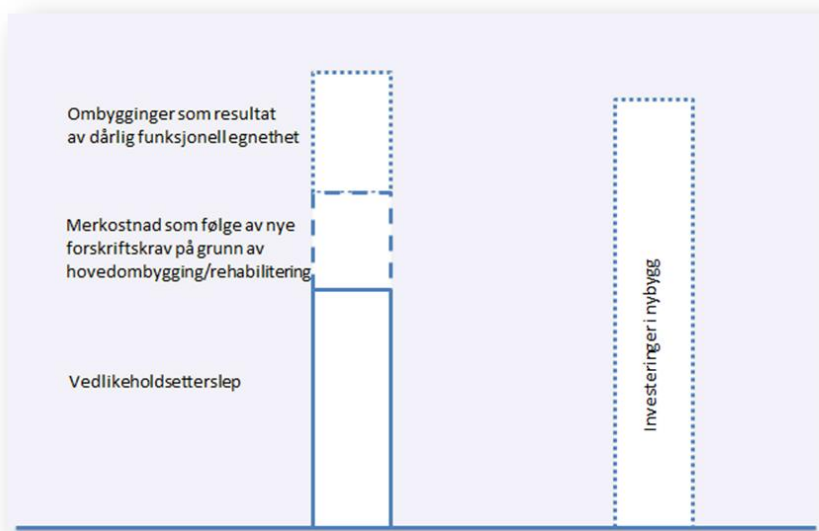 Ombygginger som resultat
av dårlig funksjonell egnethet
Merkostnad som følge av nye
forskriftskrav på grunn av
hovedombygging/rehabilitering
Vedlikeholdsetterslep
Investeringer i nybygg